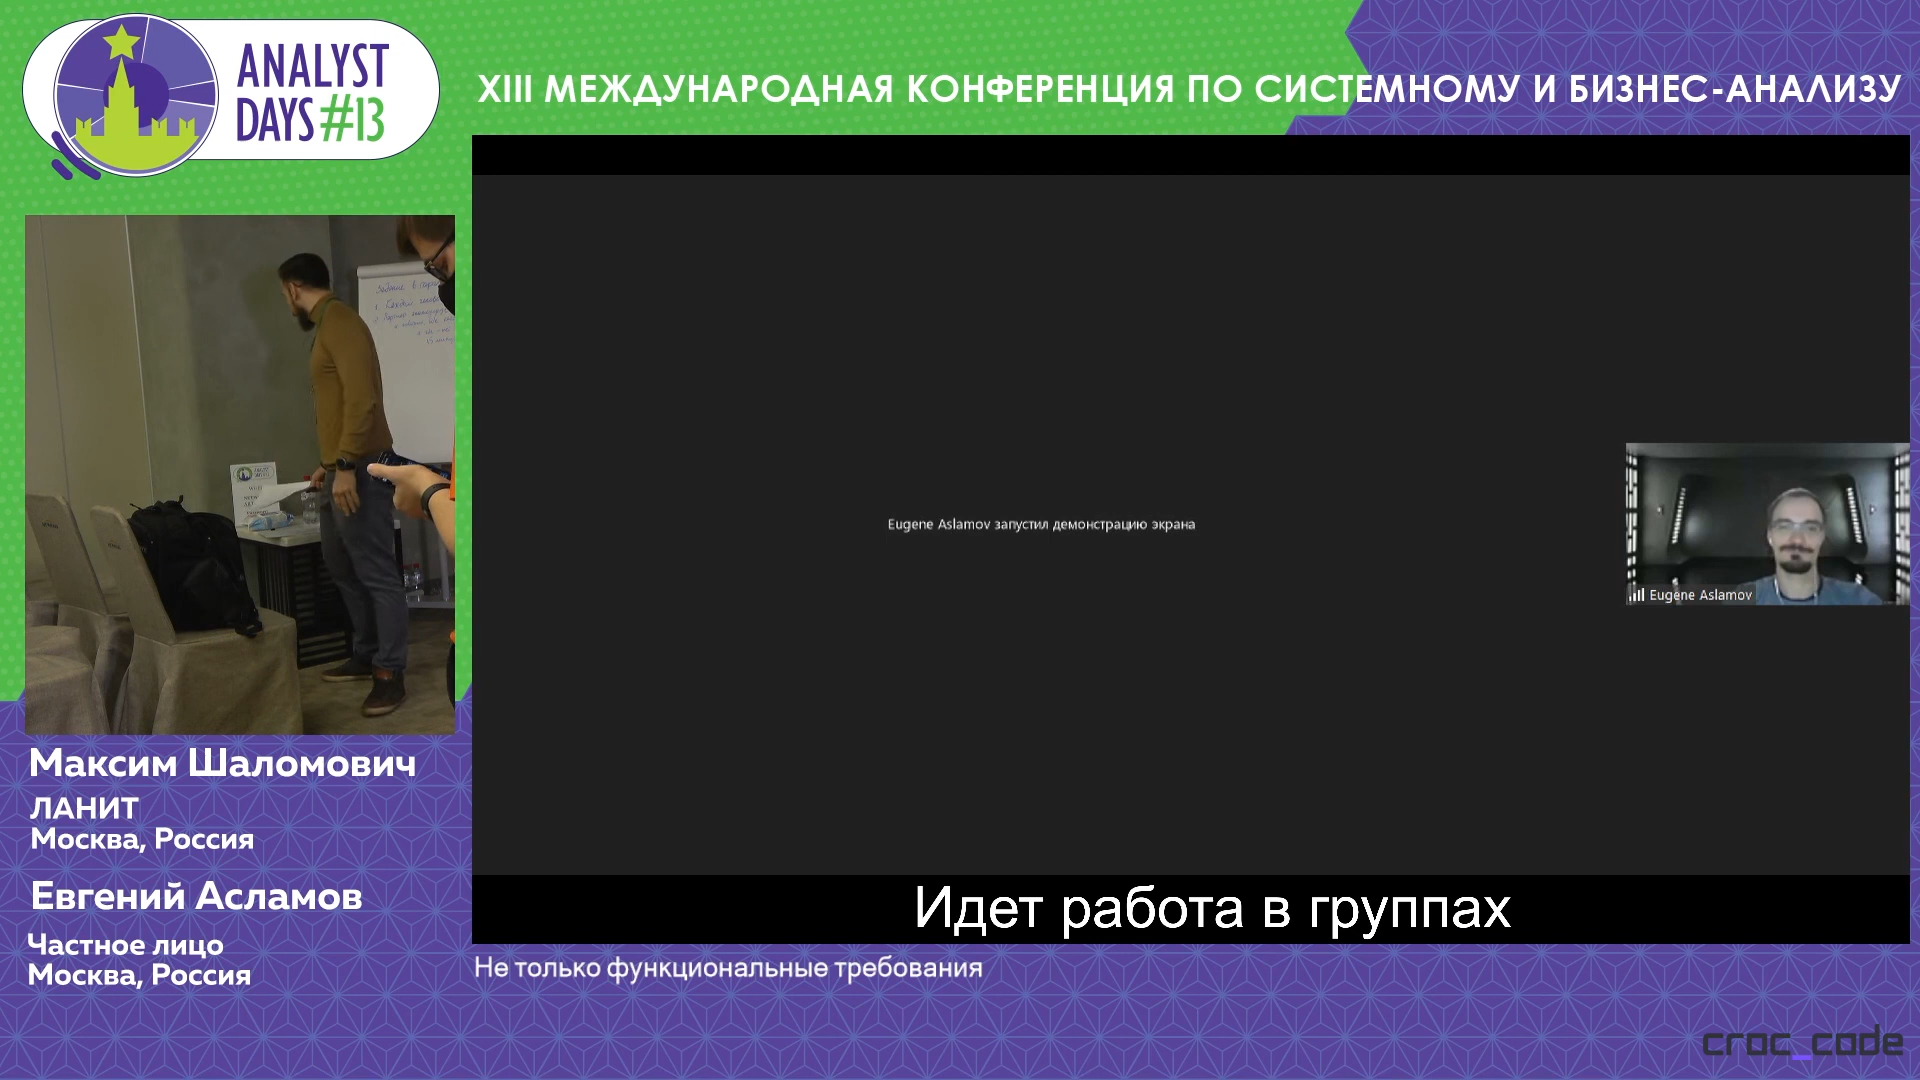 ANALYST
DAYS #13
XIII МЕЖДУНАРОДНАЯ КОНФЕРЕНЦИЯ ПО СИСТЕМНОМУ И БИЗНЕС-АНАЛИЗУ
Eugene Aslamov запустил демонстрацию экрана
Eugene Aslamov
Максим Шаломович
ЛАНИТ
Москва, Россия
Евгений Асламов
Частное лицо
Москва, Россия
Идет работа в группах
Не только функциональные требования
croc_code